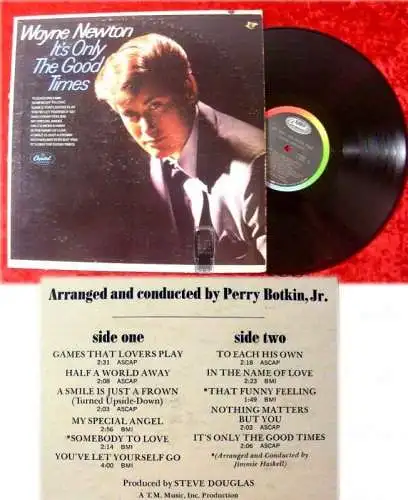 Wayne Newton
It's Only
The Good
Times
Capitol
Arranged and conducted by Perry Botkin, Jr.
side one
GAMES THAT LOVERS PLAY
2:31 ASCAP
HALF A WORLD AWAY
2:08 ASCAP
A SMILE IS JUST A FROWN
(Turned Upside-Down)
2:03 ASCAP
MY SPECIAL ANGEL
2:56 BMI
*SOMEBODY TO LOVE
2:14 BMI
YOU'VE LET YOURSELF GO
4:00 BMI
side two
TO EACH HIS OWN
2:18 ASCAP
IN THE NAME OF LOVE
2:23 BMI
*THAT FUNNY FEELING
1:49 BMI
NOTHING MATTERS
BUT YOU
2:02 ASCAP
IT'S ONLY THE GOOD TIMES
2:06 ASCAP
*(Arranged and Conducted by
Jimmie Haskell)
Produced by STEVE DOUGLAS
A T.M. Music, Inc. Production